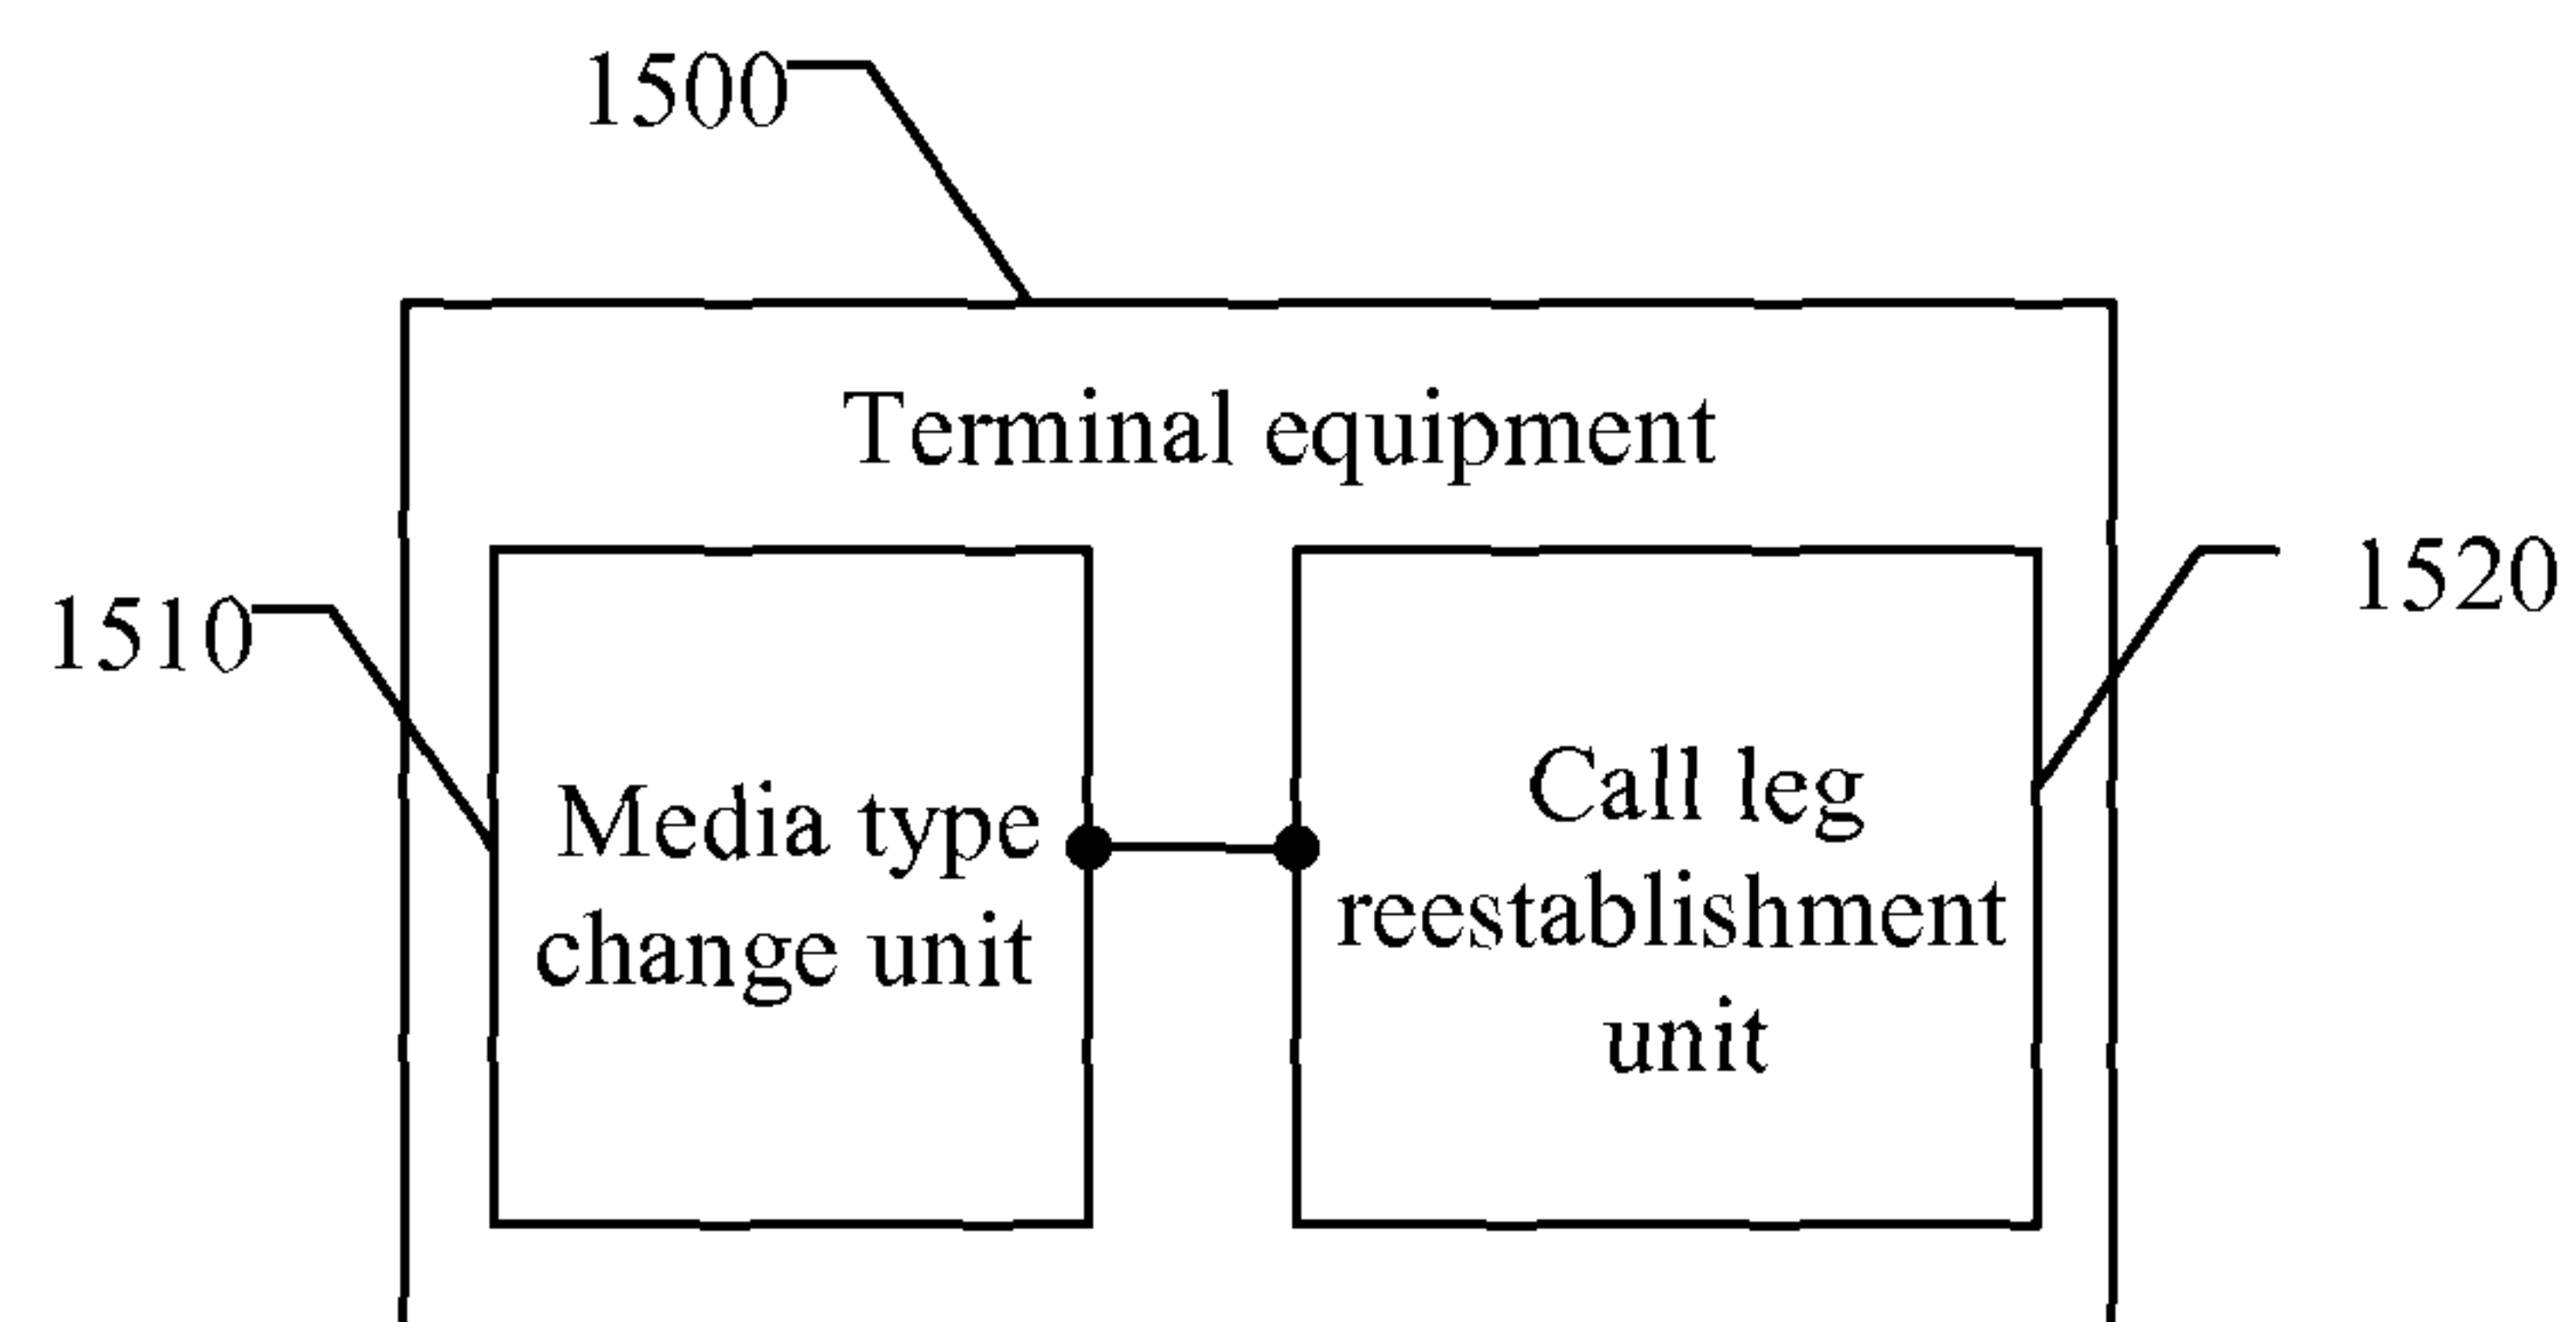 1500
Terminal equipment
1510
1520
Media type
change unit
Call leg
reestablishment
unit